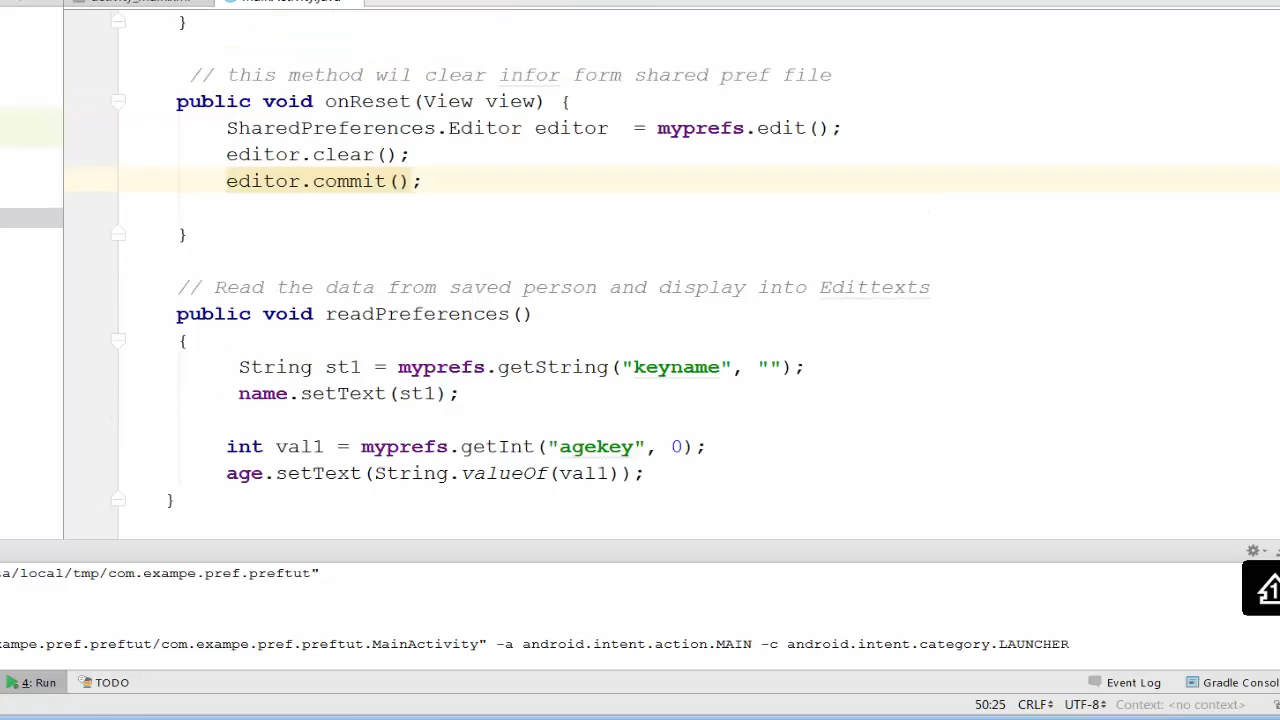 }
// this method wil clear infor form shared pref file
public void onReset(View view) {
SharedPreferences.Editor editor  = myprefs.edit();
editor.clear();
editor.commit();
}
// Read the data from saved person and display into Edittexts
public void readPreferences()
{
String st1 = myprefs.getString("keyname", "");
name.setText(st1);
int val1 = myprefs.getInt("agekey", 0);
age.setText(String.valueOf(val1));
}
a/local/tmp/com.exampe.pref.preftut"
xampe.pref.preftut/com.exampe.pref.preftut.MainActivity" -a android.intent.action.MAIN -c android.intent.category.LAUNCHER
4: Run TODO Event Log Gradle Consol
50:25 CRLF UTF-8 Context: <no context>